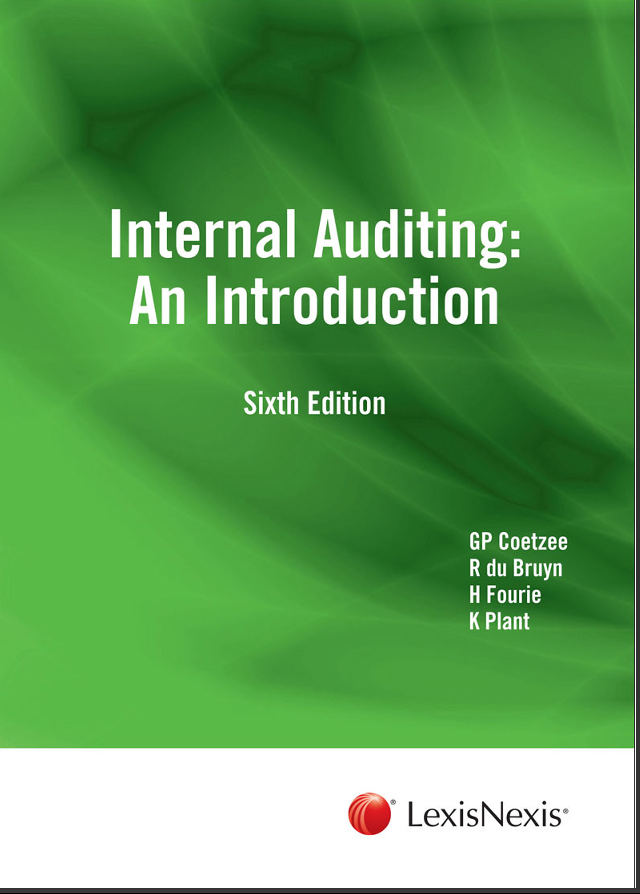 Internal Auditing:
An Introduction
Sixth Edition
GP Coetzee
R du Bruyn
H Fourie
K Plant
LexisNexis®